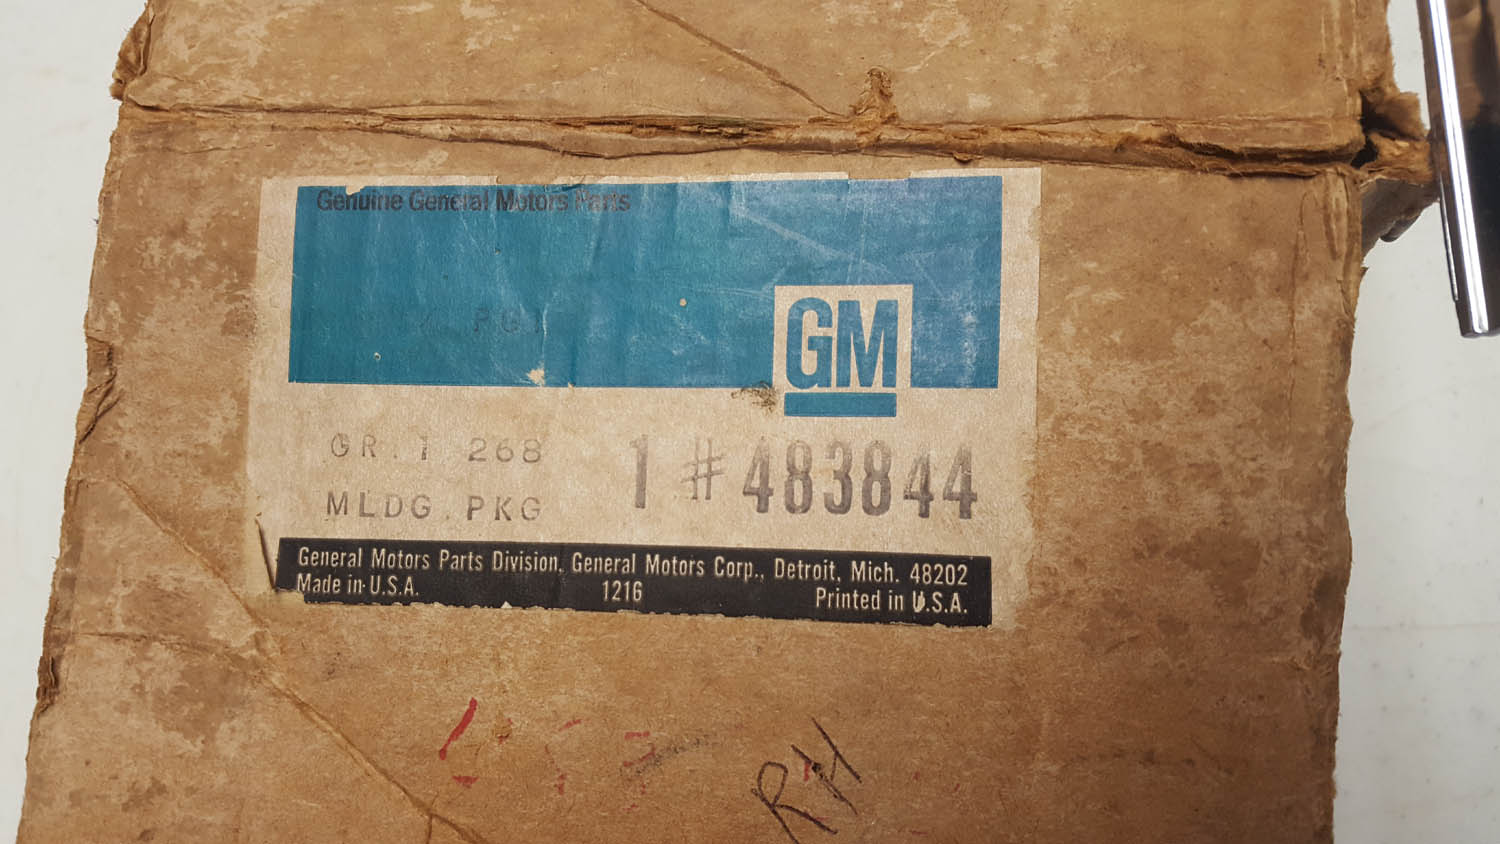 Genuine General Motors Parts
GM
GR. 1 268
1 # 483844
MLDG. PKG
General Motors Parts Division, General Motors Corp., Detroit, Mich. 48202
Made in U.S.A. 1216 Printed in U.S.A.
RH